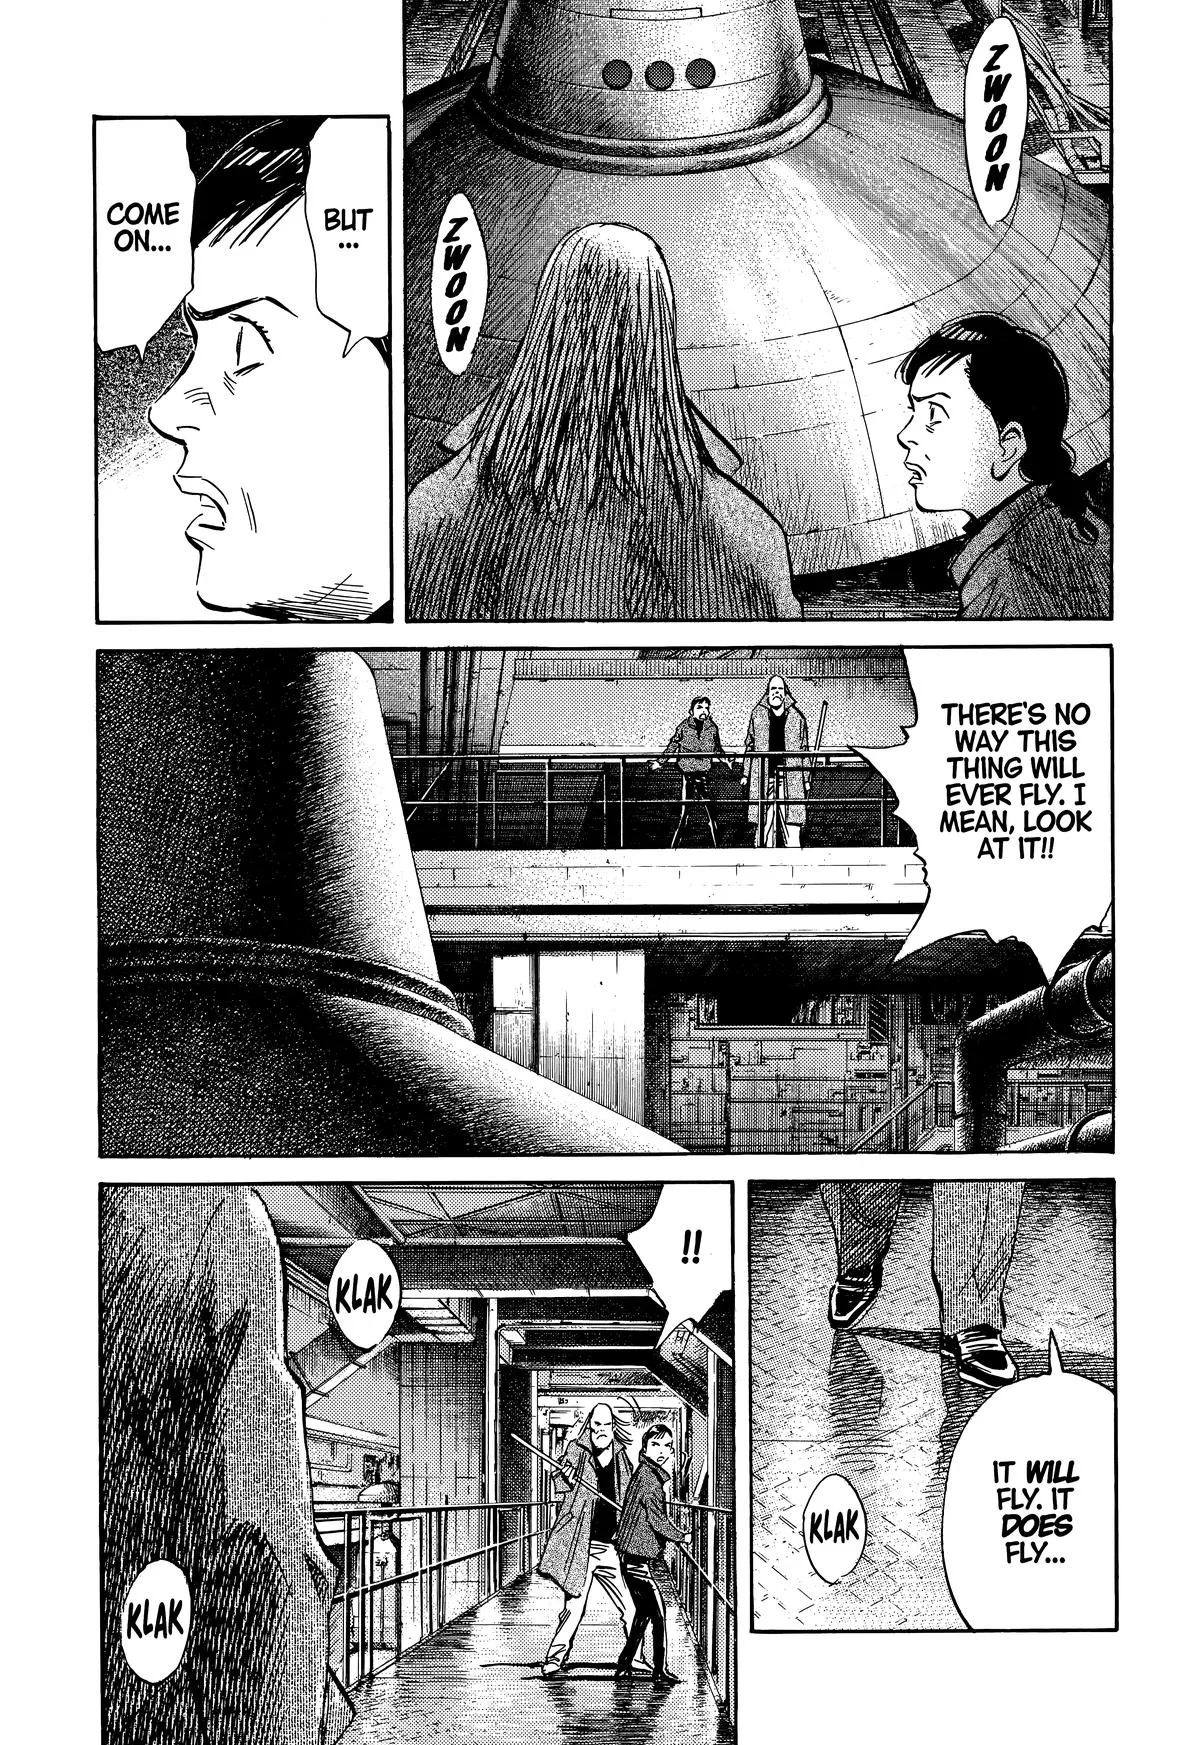 ZWOON
ZWOON
BUT
...
COME
ON...
THERE'S NO
WAY THIS
THING WILL
EVER FLY. I
MEAN, LOOK
AT IT!!
IT WILL
FLY. IT
DOES
FLY...
KLAK
!!
KLAK
KLAK